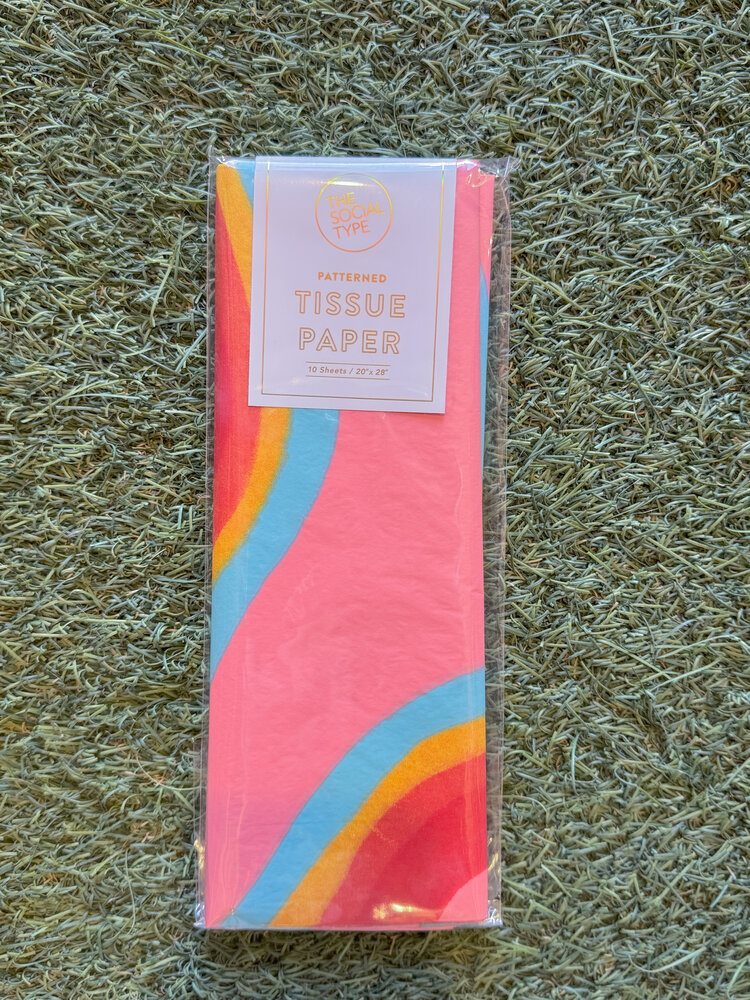 THE
SOCIAL
TYPE
PATTERNED
TISSUE
PAPER
10 Sheets / 20"x 28"